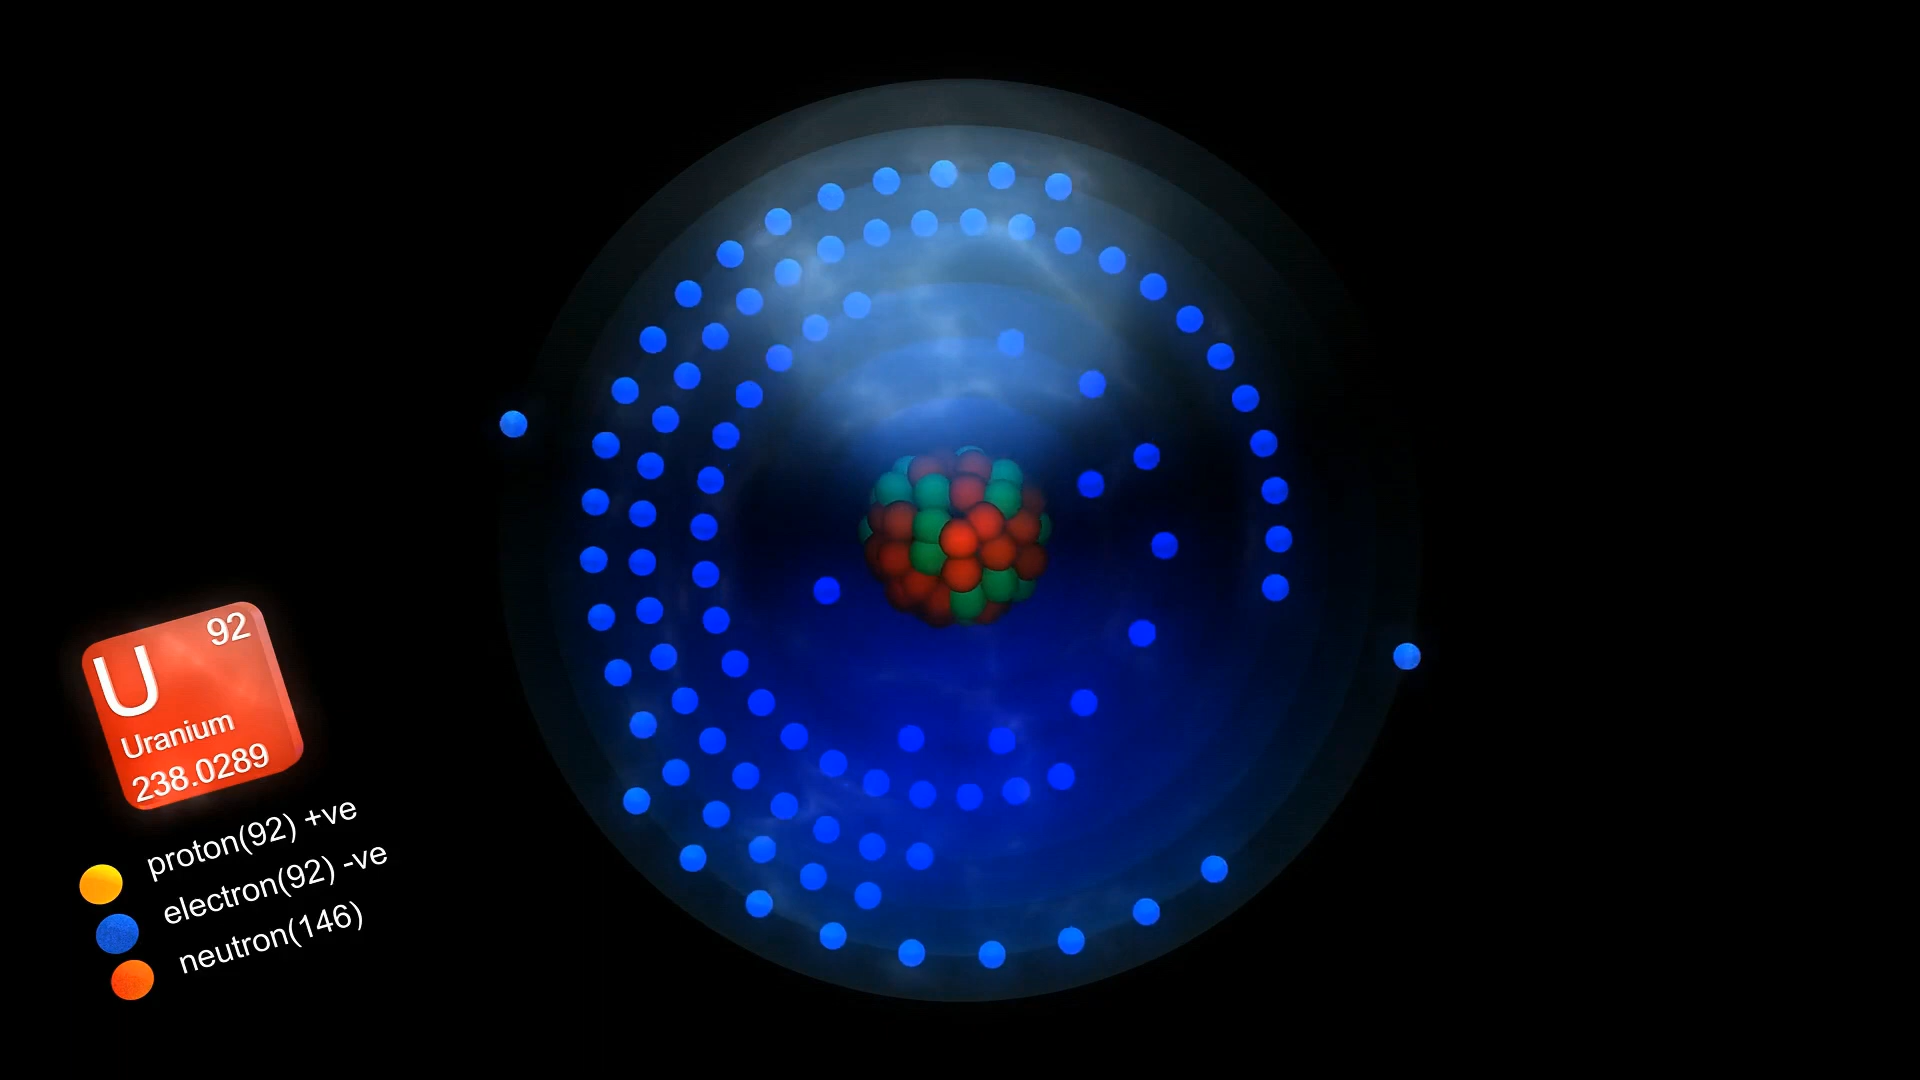 92
U
Uranium
238.0289
proton(92) +ve
electron(92) -ve
neutron(146)